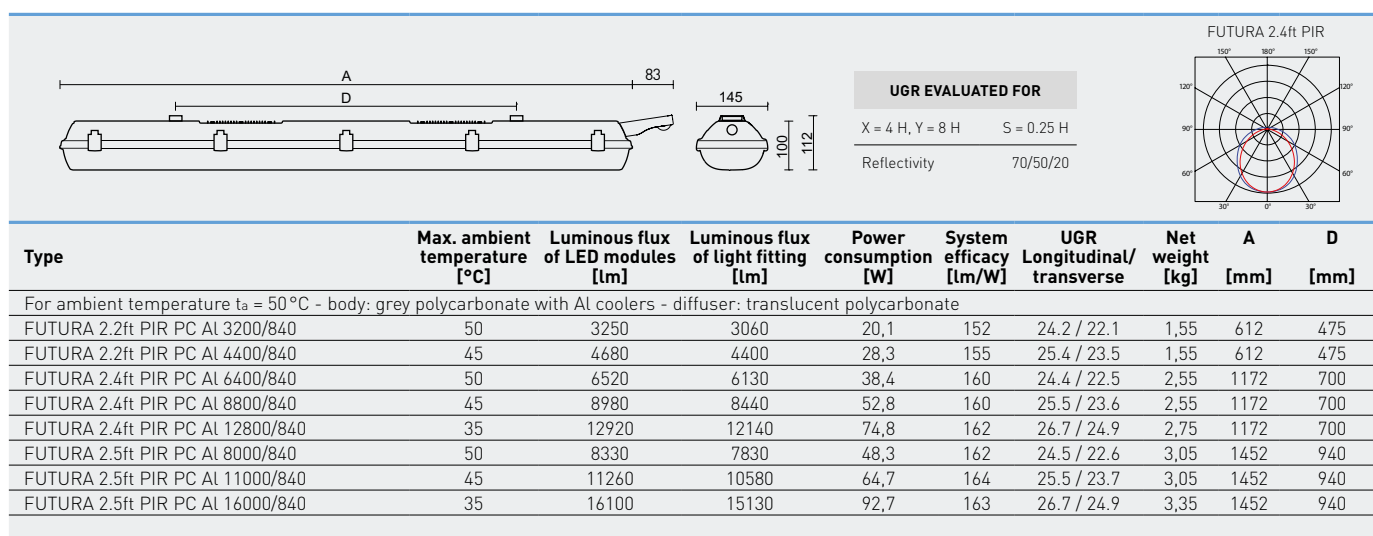 FUTURA 2.4ft PIR
150° 180° 150°
120° 120°
90° 90°
60° 60°
30° 0° 30°
A 83
D
145
100
112
UGR EVALUATED FOR
X = 4 H, Y = 8 H S = 0.25 H
Reflectivity 70/50/20
Type Max. ambient temperature [°C] Luminous flux of LED modules [lm] Luminous flux of light fitting [lm] Power consumption [W] System efficacy [lm/W] UGR Longitudinal/ transverse Net weight [kg] A [mm] D [mm]
For ambient temperature ta = 50°C - body: grey polycarbonate with Al coolers - diffuser: translucent polycarbonate
FUTURA 2.2ft PIR PC Al 3200/840 50 3250 3060 20,1 152 24.2 / 22.1 1,55 612 475
FUTURA 2.2ft PIR PC Al 4400/840 45 4680 4400 28,3 155 25.4 / 23.5 1,55 612 475
FUTURA 2.4ft PIR PC Al 6400/840 50 6520 6130 38,4 160 24.4 / 22.5 2,55 1172 700
FUTURA 2.4ft PIR PC Al 8800/840 45 8980 8440 52,8 160 25.5 / 23.6 2,55 1172 700
FUTURA 2.4ft PIR PC Al 12800/840 35 12920 12140 74,8 162 26.7 / 24.9 2,75 1172 700
FUTURA 2.5ft PIR PC Al 8000/840 50 8330 7830 48,3 162 24.5 / 22.6 3,05 1452 940
FUTURA 2.5ft PIR PC Al 11000/840 45 11260 10580 64,7 164 25.5 / 23.7 3,05 1452 940
FUTURA 2.5ft PIR PC Al 16000/840 35 16100 15130 92,7 163 26.7 / 24.9 3,35 1452 940